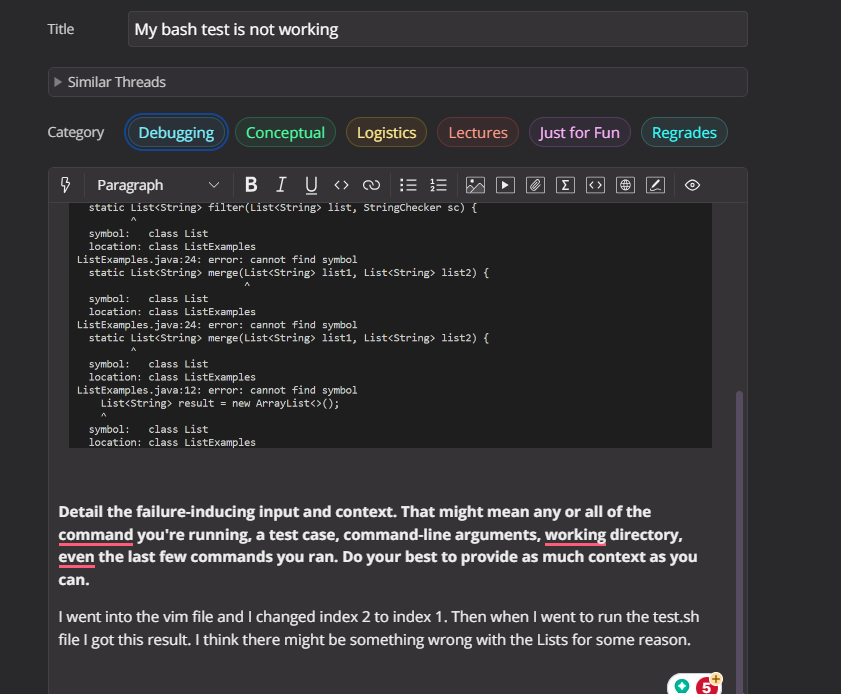 Title
My bash test is not working
Similar Threads
Category
Debugging
Conceptual
Logistics
Lectures
Just for Fun
Regrades
Paragraph
B I U
static List<String> filter(List<String> list, StringChecker sc) {
^
symbol:   class List
location: class ListExamples
ListExamples.java:24: error: cannot find symbol
static List<String> merge(List<String> list1, List<String> list2) {
^
symbol:   class List
location: class ListExamples
ListExamples.java:24: error: cannot find symbol
static List<String> merge(List<String> list1, List<String> list2) {
^
symbol:   class List
location: class ListExamples
ListExamples.java:12: error: cannot find symbol
List<String> result = new ArrayList<>();
^
symbol:   class List
location: class ListExamples
Detail the failure-inducing input and context. That might mean any or all of the
command you're running, a test case, command-line arguments, working directory,
even the last few commands you ran. Do your best to provide as much context as you
can.
I went into the vim file and I changed index 2 to index 1. Then when I went to run the test.sh
file I got this result. I think there might be something wrong with the Lists for some reason.
5